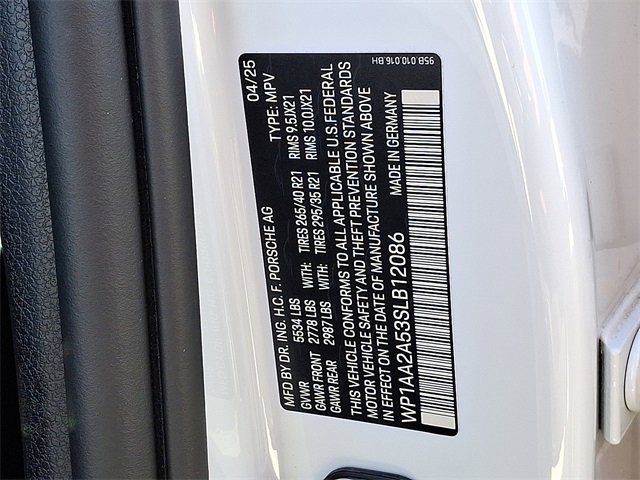 04/25
MFD BY DR. ING. H.C. F. PORSCHE AG TYPE: MPV
GVWR 5534 LBS
GAWR FRONT 2778 LBS WITH: TIRES 265/40 R21 RIMS 9.5JX21
GAWR REAR 2987 LBS WITH: TIRES 295/35 R21 RIMS 10.0JX21
THIS VEHICLE CONFORMS TO ALL APPLICABLE U.S. FEDERAL
MOTOR VEHICLE SAFETY AND THEFT PREVENTION STANDARDS
IN EFFECT ON THE DATE OF MANUFACTURE SHOWN ABOVE
WP1AA2A53SLB12086 MADE IN GERMANY
95B.010.016 BH